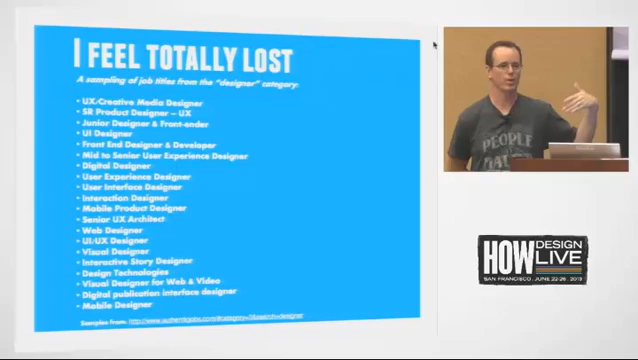 I FEEL TOTALLY LOST
A sampling of job titles from the "designer" category:
• UX/Creative Media Designer
• SR Product Designer – UX
• Junior Designer & Front-ender
• UI Designer
• Front End Designer & Developer
• Mid to Senior User Experience Designer
• Digital Designer
• User Experience Designer
• User Interface Designer
• Interaction Designer
• Mobile Product Designer
• Senior UX Architect
• Web Designer
• UI/UX Designer
• Visual Designer
• Interactive Story Designer
• Design Technologies
• Visual Designer for Web & Video
• Digital publication interface designer
• Mobile Designer
Samples from:
PEOPLE
HOW DESIGN LIVE
SAN FRANCISCO, JUNE 22-26, 2013